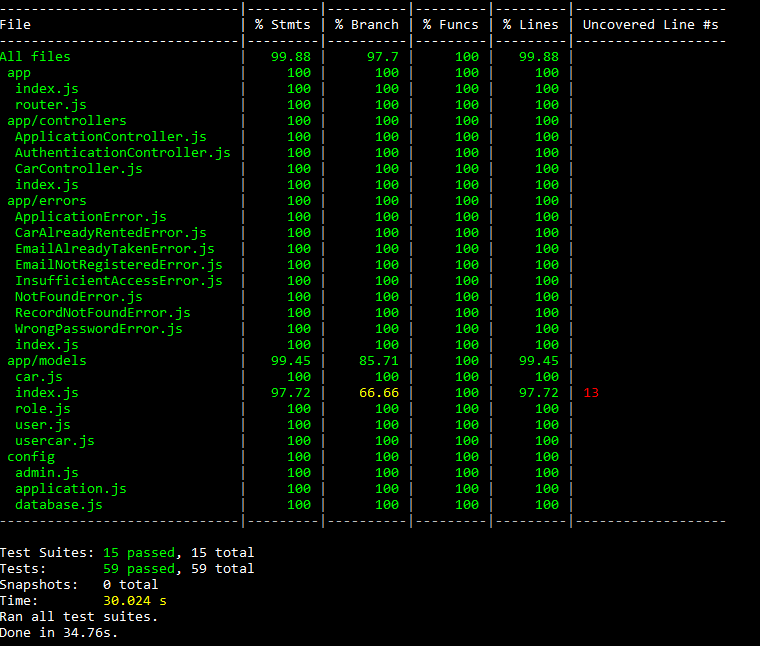 -------------------------------|---------|----------|---------|---------|-------------------
File                           | % Stmts | % Branch | % Funcs | % Lines | Uncovered Line #s
-------------------------------|---------|----------|---------|---------|-------------------
All files                      |   99.88 |     97.7 |     100 |   99.88 |
 app                           |     100 |      100 |     100 |     100 |
  index.js                     |     100 |      100 |     100 |     100 |
  router.js                    |     100 |      100 |     100 |     100 |
 app/controllers               |     100 |      100 |     100 |     100 |
  ApplicationController.js     |     100 |      100 |     100 |     100 |
  AuthenticationController.js  |     100 |      100 |     100 |     100 |
  CarController.js             |     100 |      100 |     100 |     100 |
  index.js                     |     100 |      100 |     100 |     100 |
 app/errors                    |     100 |      100 |     100 |     100 |
  ApplicationError.js          |     100 |      100 |     100 |     100 |
  CarAlreadyRentedError.js     |     100 |      100 |     100 |     100 |
  EmailAlreadyTakenError.js    |     100 |      100 |     100 |     100 |
  EmailNotRegisteredError.js   |     100 |      100 |     100 |     100 |
  InsufficientAccessError.js   |     100 |      100 |     100 |     100 |
  NotFoundError.js             |     100 |      100 |     100 |     100 |
  RecordNotFoundError.js       |     100 |      100 |     100 |     100 |
  WrongPasswordError.js        |     100 |      100 |     100 |     100 |
  index.js                     |     100 |      100 |     100 |     100 |
 app/models                    |   99.45 |    85.71 |     100 |   99.45 |
  car.js                       |     100 |      100 |     100 |     100 |
  index.js                     |   97.72 |    66.66 |     100 |   97.72 | 13
  role.js                      |     100 |      100 |     100 |     100 |
  user.js                      |     100 |      100 |     100 |     100 |
  usercar.js                   |     100 |      100 |     100 |     100 |
 config                        |     100 |      100 |     100 |     100 |
  admin.js                     |     100 |      100 |     100 |     100 |
  application.js               |     100 |      100 |     100 |     100 |
  database.js                  |     100 |      100 |     100 |     100 |
-------------------------------|---------|----------|---------|---------|-------------------
Test Suites: 15 passed, 15 total
Tests:       59 passed, 59 total
Snapshots:   0 total
Time:        30.024 s
Ran all test suites.
Done in 34.76s.